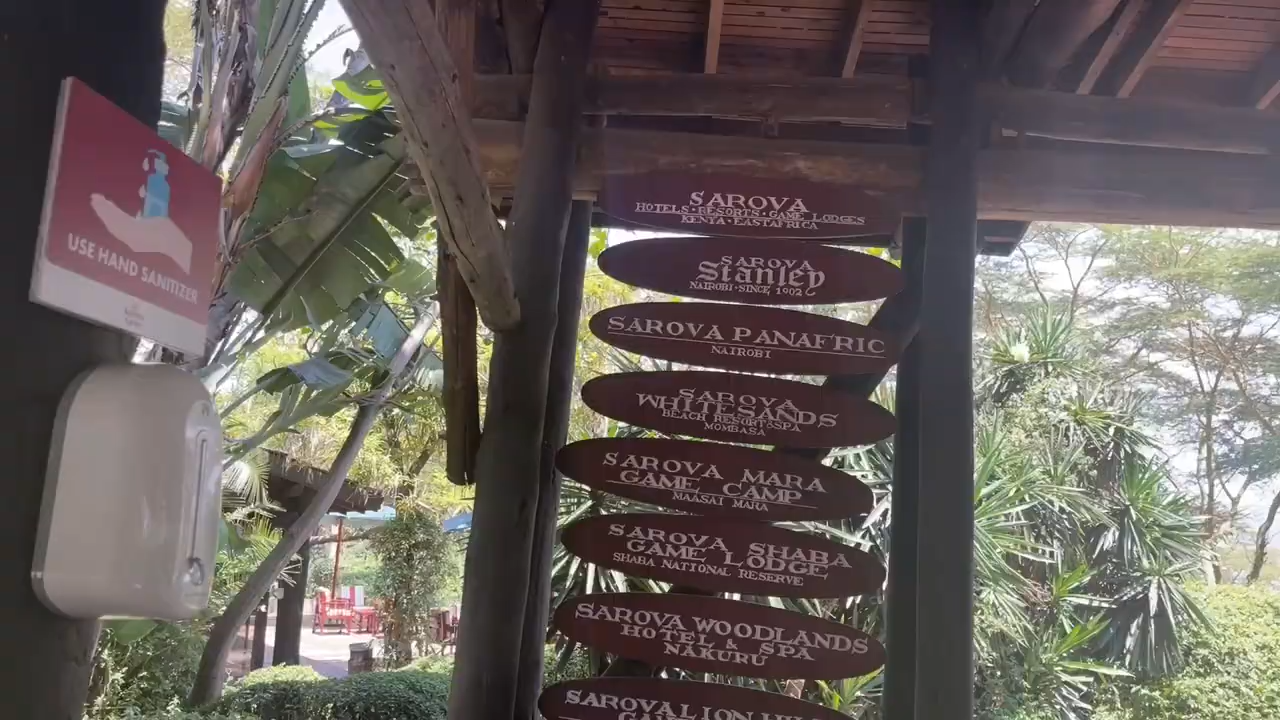 USE HAND SANITIZER
SAROVA
HOTELS·RESORTS·GAME LODGES
KENYA·EAST AFRICA
SAROVA
Stanley
NAIROBI·SINCE 1902
SAROVA PANAFRIC
NAIROBI
SAROVA
WHITESANDS
BEACH RESORT & SPA
MOMBASA
SAROVA MARA
GAME CAMP
MAASAI MARA
SAROVA SHABA
GAME LODGE
SHABA NATIONAL RESERVE
SAROVA WOODLANDS
HOTEL & SPA
NAKURU
SAROVA LION HILL